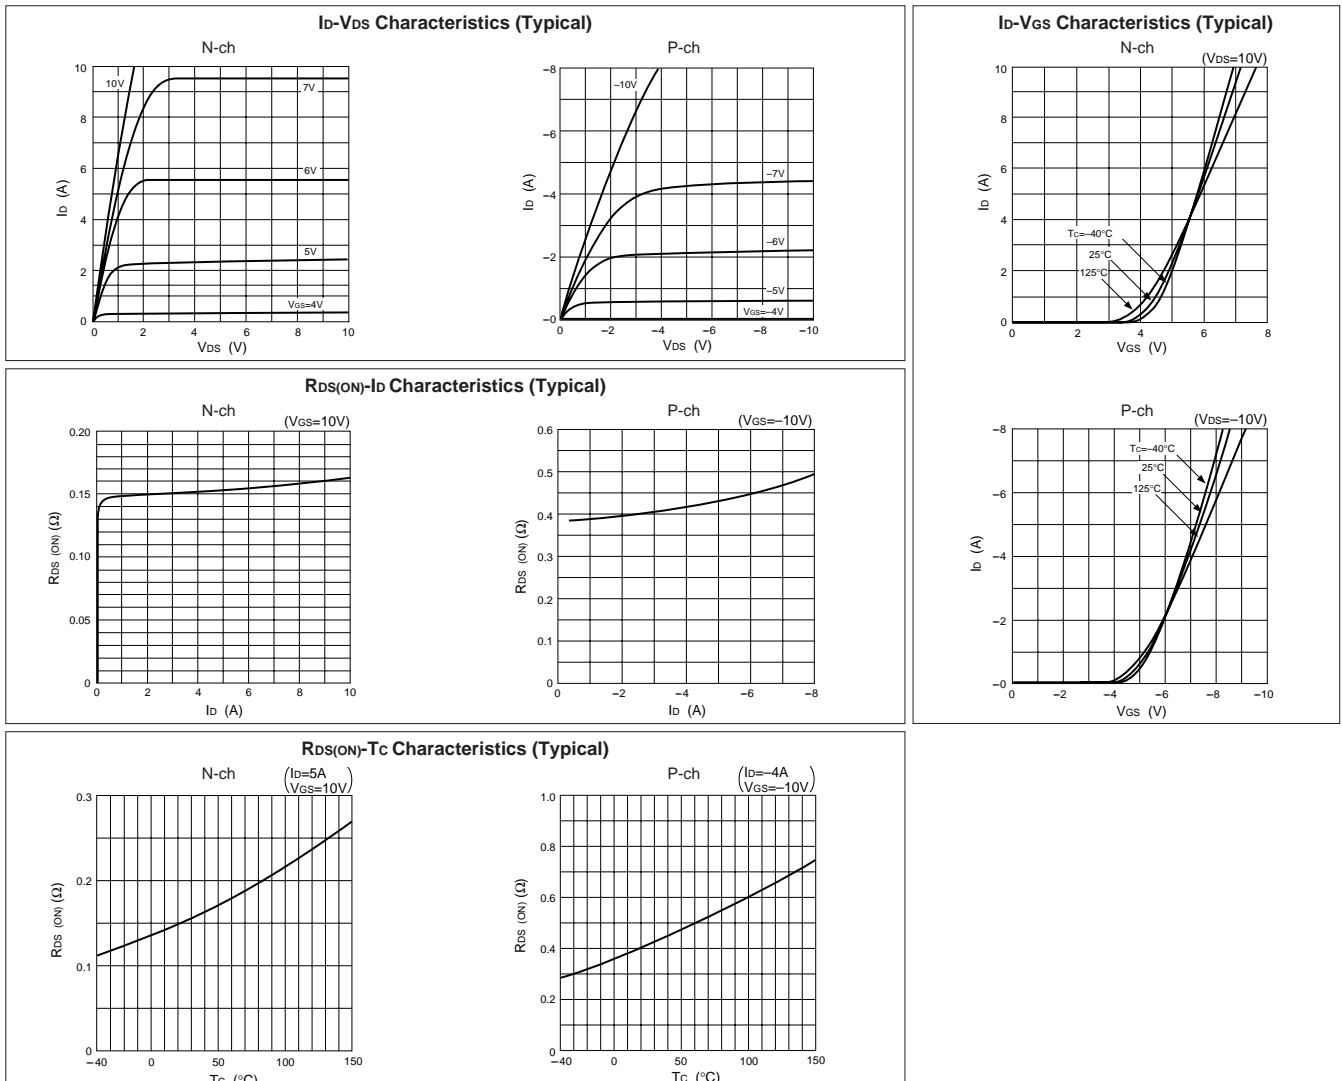 ID-VDS Characteristics (Typical)
N-ch
10
8
6
4
2
0
10V
7V
6V
5V
VGS=4V
0
2
4
6
8
10
ID (A)
VDS (V)
P-ch
–8
–6
–4
–2
–0
–10V
–7V
–6V
–5V
VGS=–4V
0
–2
–4
–6
–8
–10
ID (A)
VDS (V)
ID-VGS Characteristics (Typical)
N-ch
(VDS=10V)
10
8
6
4
2
0
TC=–40°C
25°C
125°C
0
2
4
6
8
ID (A)
VGS (V)
P-ch
(VDS=–10V)
–8
–6
–4
–2
–0
TC=–40°C
25°C
125°C
0
–2
–4
–6
–8
–10
ID (A)
VGS (V)
RDS(ON)-ID Characteristics (Typical)
N-ch
(VGS=10V)
0.20
0.15
0.10
0.05
0
0
2
4
6
8
10
RDS (ON) (Ω)
ID (A)
P-ch
(VGS=–10V)
0.6
0.5
0.4
0.3
0.2
0.1
0
0
–2
–4
–6
–8
RDS (ON) (Ω)
ID (A)
RDS(ON)-TC Characteristics (Typical)
N-ch
(ID=5A
VGS=10V)
0.3
0.2
0.1
0
–40
0
50
100
150
RDS (ON) (Ω)
TC (°C)
P-ch
(ID=–4A
VGS=–10V)
1.0
0.8
0.6
0.4
0.2
0
–40
0
50
100
150
RDS (ON) (Ω)
TC (°C)